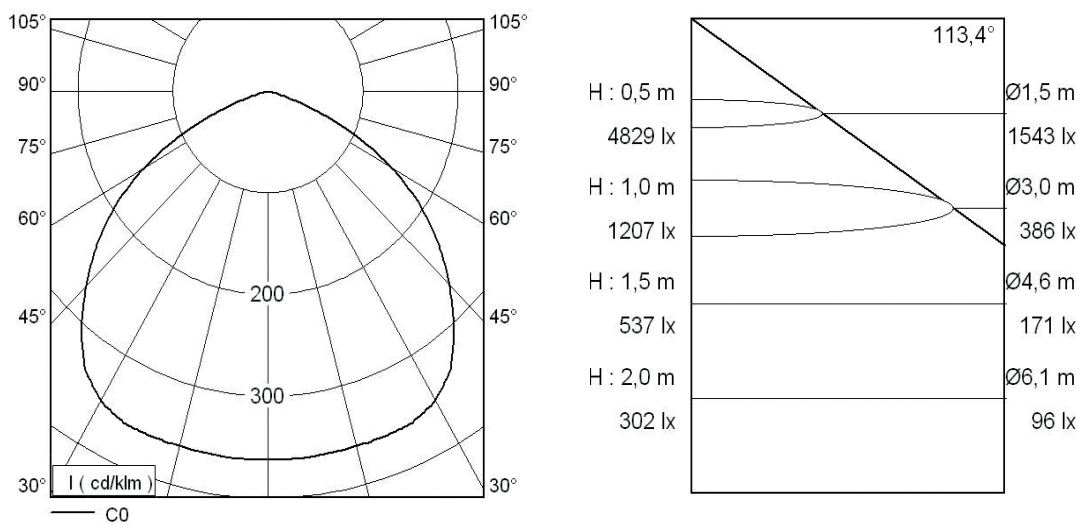 105° 105°
90° 90°
75° 75°
60° 60°
200
45° 45°
300
30° 30°
I ( cd/klm )
C0
113,4°
H : 0,5 m Ø1,5 m
4829 lx 1543 lx
H : 1,0 m Ø3,0 m
1207 lx 386 lx
H : 1,5 m Ø4,6 m
537 lx 171 lx
H : 2,0 m Ø6,1 m
302 lx 96 lx